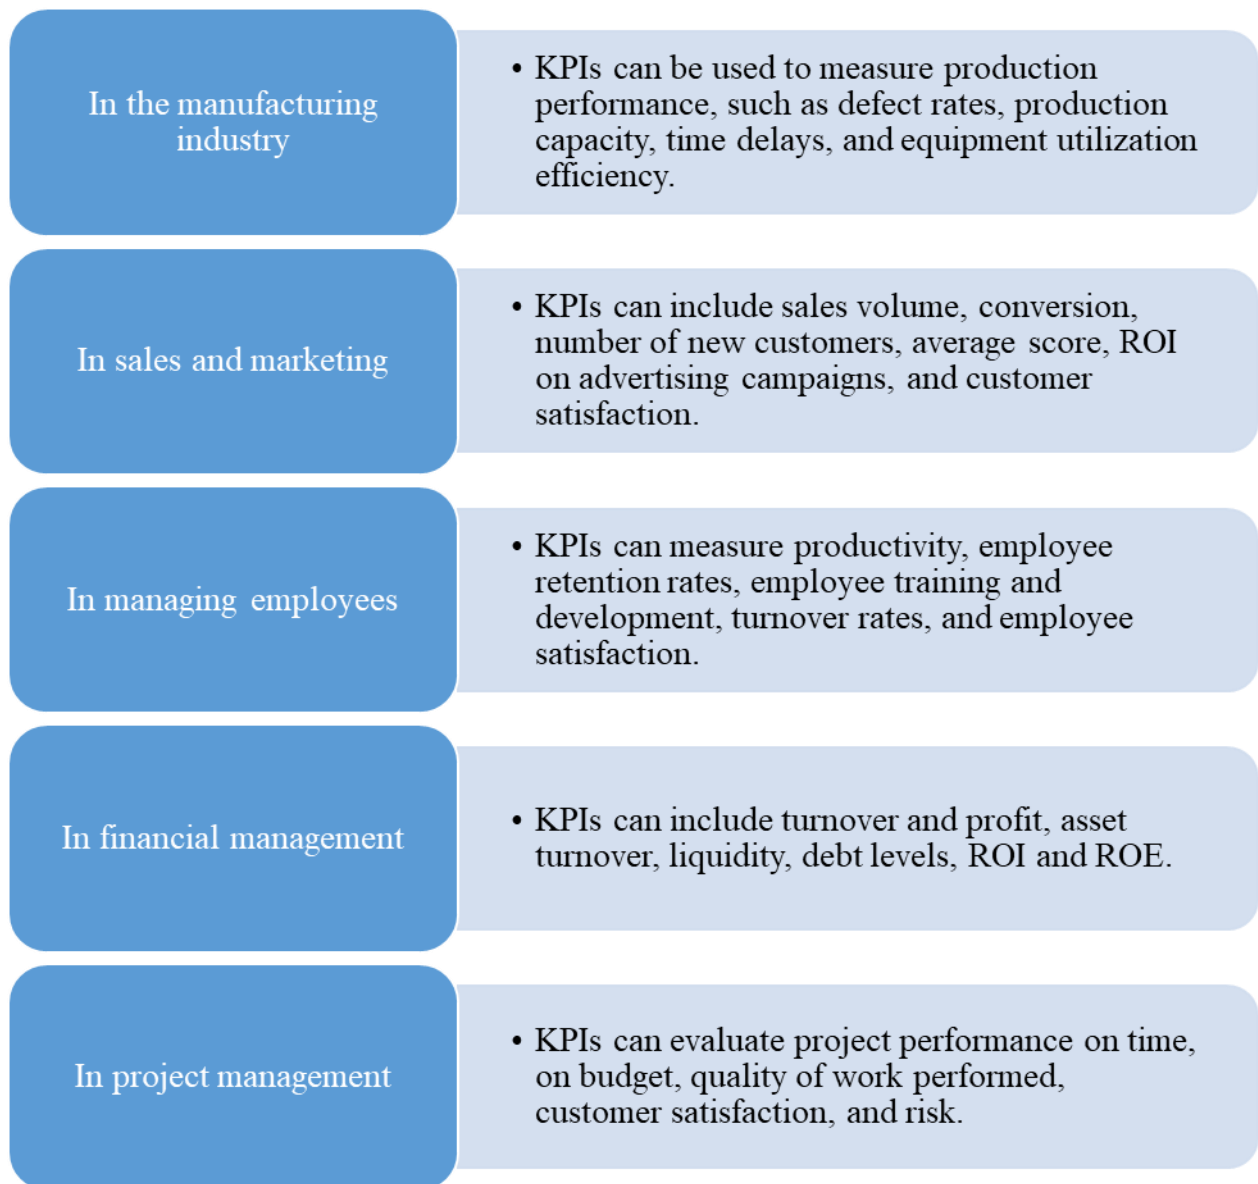 In the manufacturing
industry
• KPIs can be used to measure production
performance, such as defect rates, production
capacity, time delays, and equipment utilization
efficiency.
In sales and marketing
• KPIs can include sales volume, conversion,
number of new customers, average score, ROI
on advertising campaigns, and customer
satisfaction.
In managing employees
• KPIs can measure productivity, employee
retention rates, employee training and
development, turnover rates, and employee
satisfaction.
In financial management
• KPIs can include turnover and profit, asset
turnover, liquidity, debt levels, ROI and ROE.
In project management
• KPIs can evaluate project performance on time,
on budget, quality of work performed,
customer satisfaction, and risk.